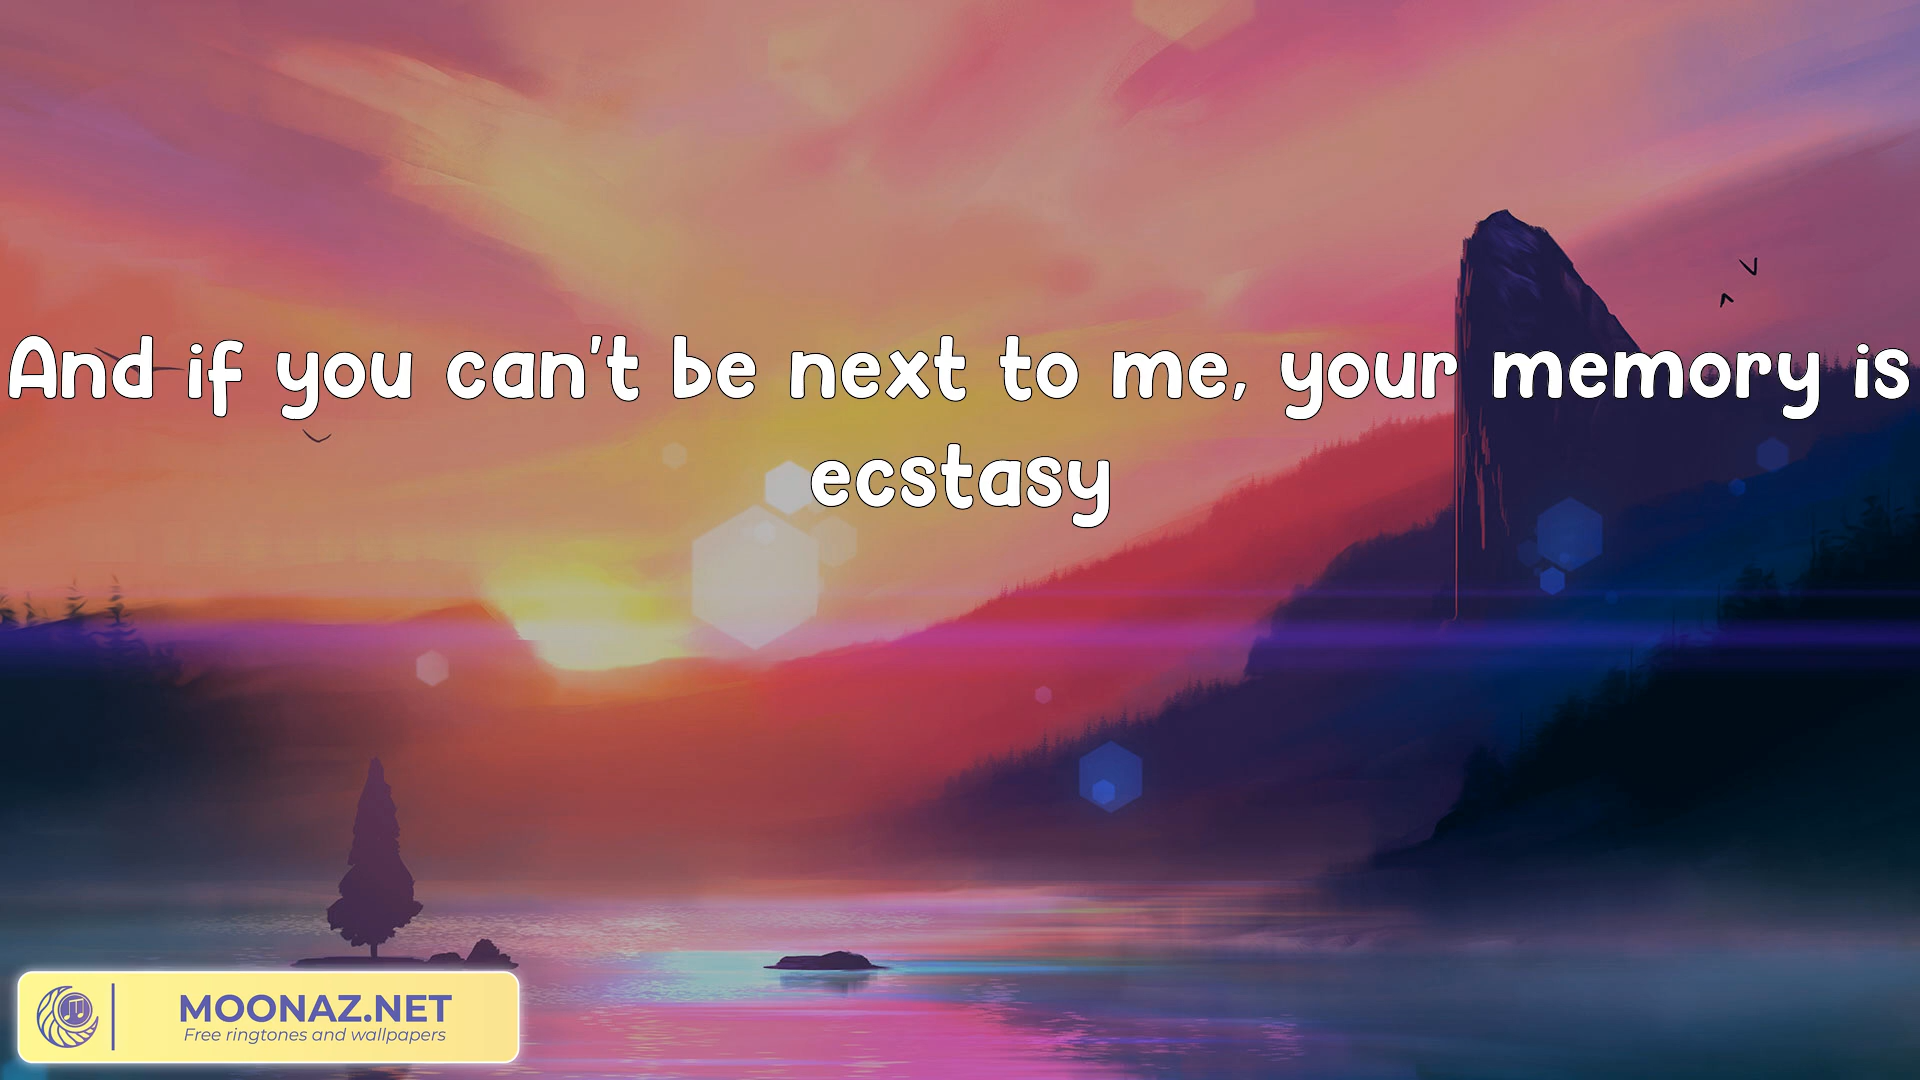 And if you can't be next to me, your memory is
ecstasy
MOONAZ.NET
Free ringtones and wallpapers